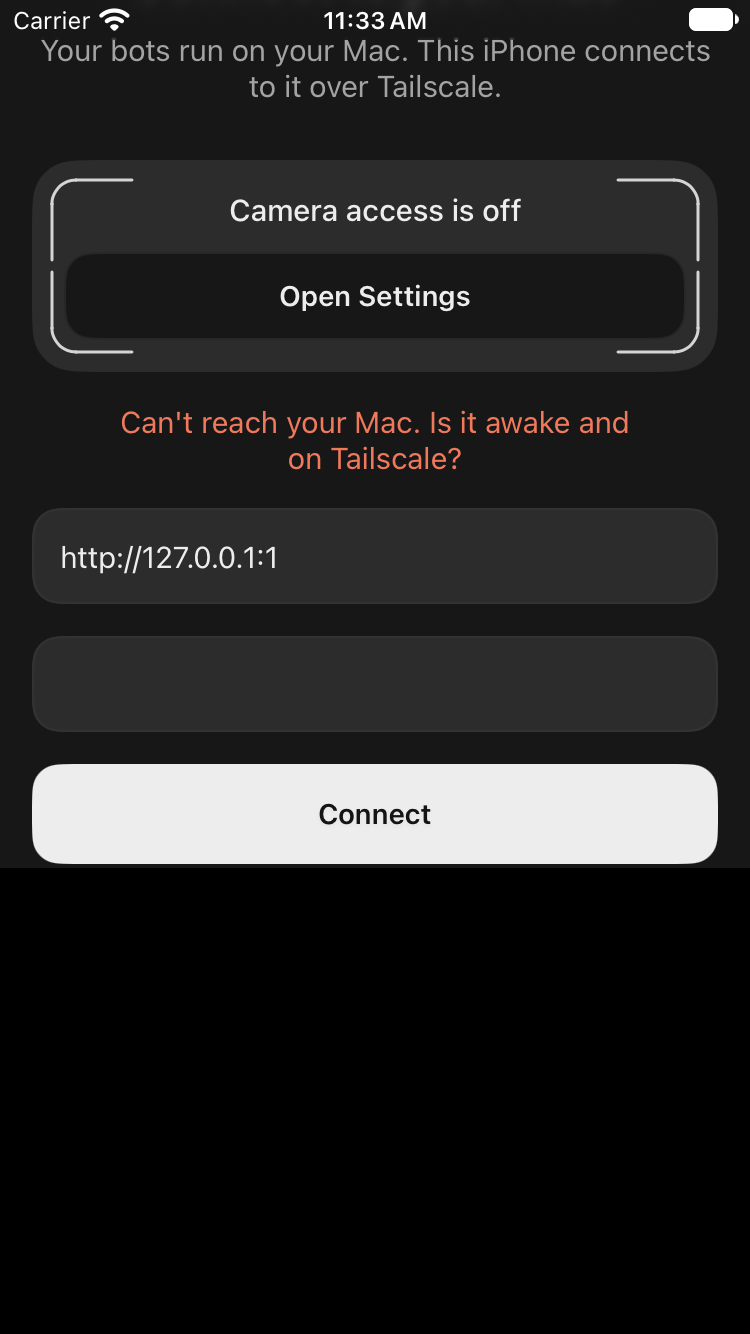 Carrier 11:33 AM
Your bots run on your Mac. This iPhone connects
to it over Tailscale.
Camera access is off
Open Settings
Can't reach your Mac. Is it awake and
on Tailscale?
http://127.0.0.1:1
Connect